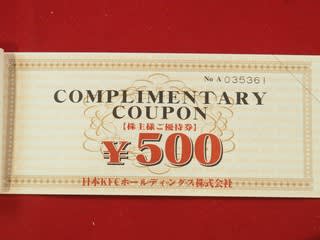 No A 035361
COMPLIMENTARY
COUPON
【株主様ご優待券】
¥500
日本KFCホールディングス株式会社